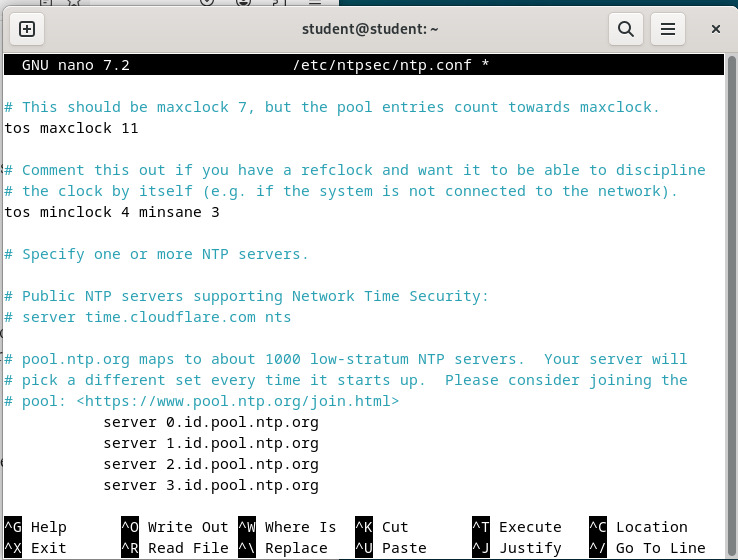 student@student: ~
GNU nano 7.2 /etc/ntpsec/ntp.conf *
# This should be maxclock 7, but the pool entries count towards maxclock.
tos maxclock 11
# Comment this out if you have a refclock and want it to be able to discipline
# the clock by itself (e.g. if the system is not connected to the network).
tos minclock 4 minsane 3
# Specify one or more NTP servers.
# Public NTP servers supporting Network Time Security:
# server time.cloudflare.com nts
# pool.ntp.org maps to about 1000 low-stratum NTP servers.  Your server will
# pick a different set every time it starts up.  Please consider joining the
# pool: <https://www.pool.ntp.org/join.html>
server 0.id.pool.ntp.org
server 1.id.pool.ntp.org
server 2.id.pool.ntp.org
server 3.id.pool.ntp.org
^G Help ^O Write Out ^W Where Is ^K Cut ^T Execute ^C Location
^X Exit ^R Read File ^\ Replace ^U Paste ^J Justify ^/ Go To Line